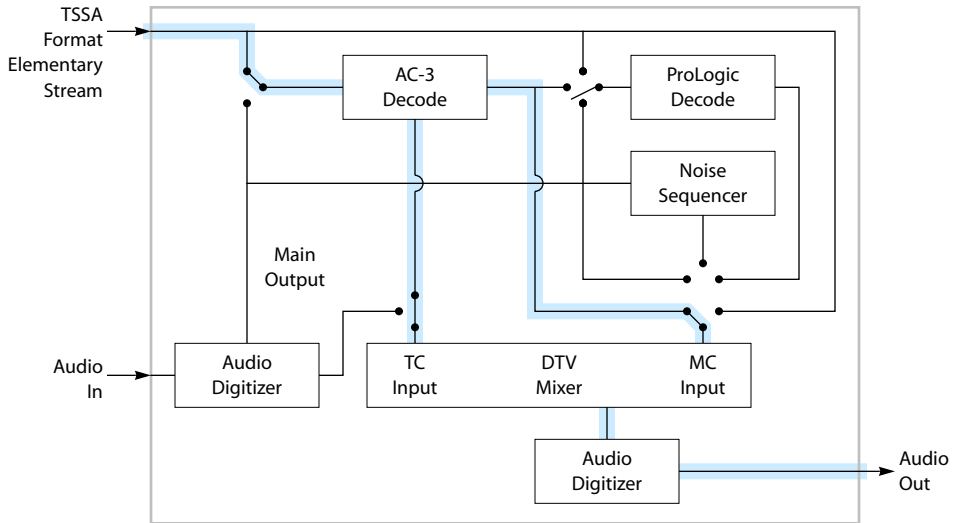 TSSA
Format
Elementary
Stream
AC-3
Decode
ProLogic
Decode
Noise
Sequencer
Main
Output
Audio
In
Audio
Digitizer
TC
Input
DTV
Mixer
MC
Input
Audio
Digitizer
Audio
Out